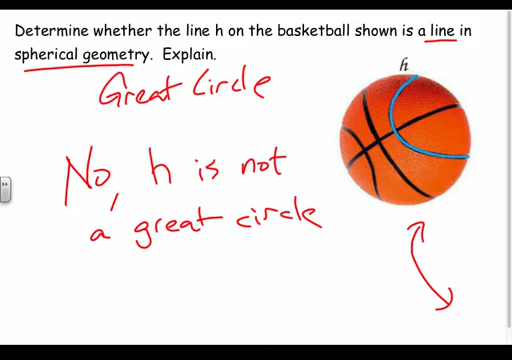 Determine whether the line h on the basketball shown is a line in
spherical geometry. Explain.
h
Great Circle
No, h is not
a great circle